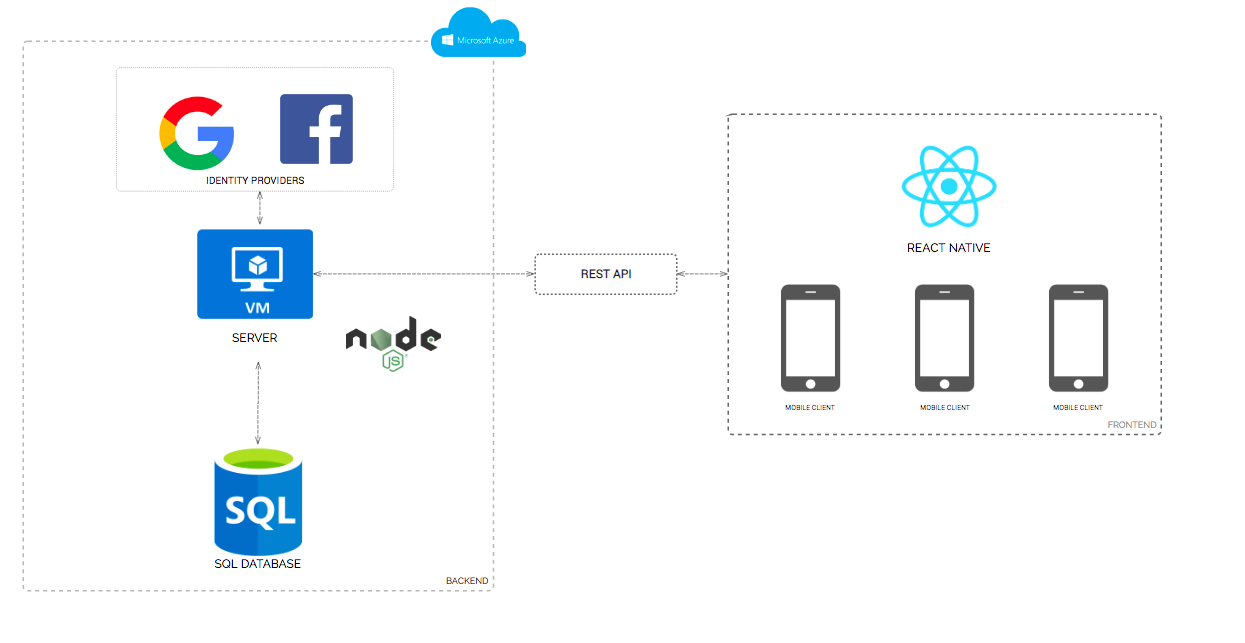 Microsoft Azure
IDENTITY PROVIDERS
VM
SERVER
node
JS
SQL
SQL DATABASE
BACKEND
REST API
REACT NATIVE
MOBILE CLIENT
MOBILE CLIENT
MOBILE CLIENT
FRONTEND